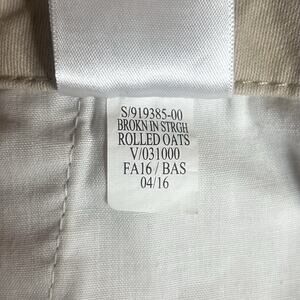 S/919385-00
BROKN IN STRGH
ROLLED OATS
V/031000
FA16 / BAS
04/16